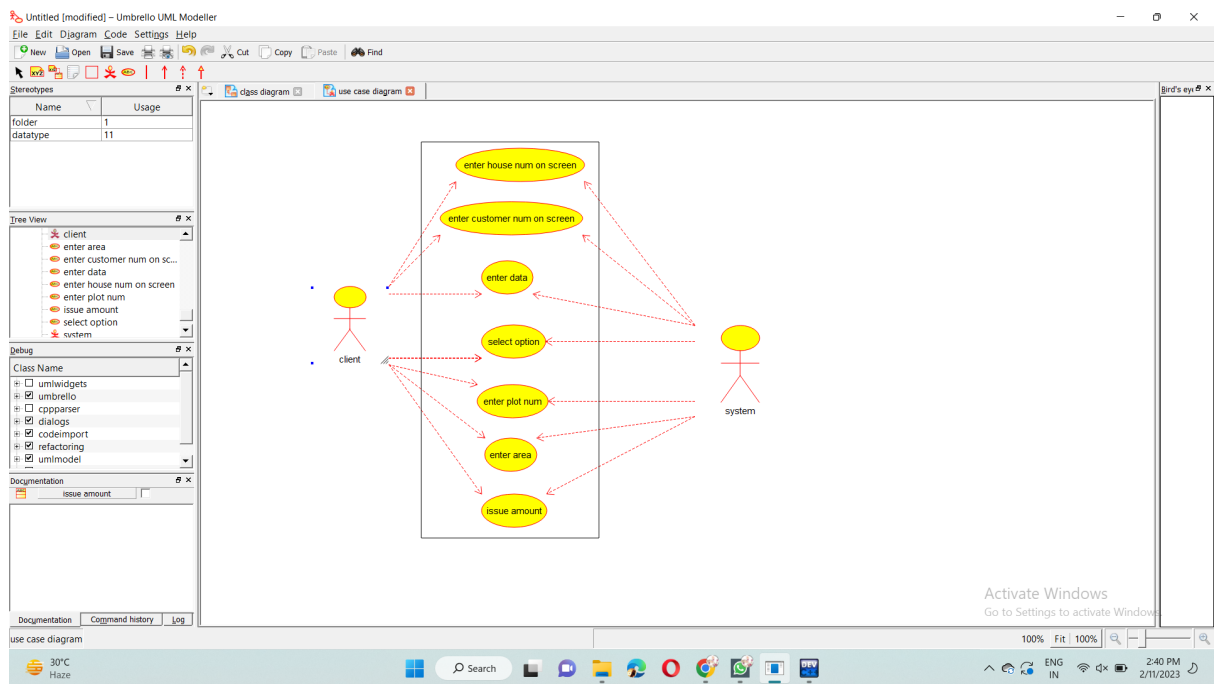 Untitled [modified] – Umbrello UML Modeller
File Edit Diagram Code Settings Help
New Open Save Cut Copy Paste Find
XYZ
Stereotypes
class diagram
use case diagram
Bird's eye
Name Usage
folder 1
datatype 11
Tree View
client
enter area
enter customer num on sc...
enter data
enter house num on screen
enter plot num
issue amount
select option
system
Debug
Class Name
umlwidgets
umbrello
cppparser
dialogs
codeimport
refactoring
umlmodel
Documentation
issue amount
Documentation Command history Log
enter house num on screen
enter customer num on screen
enter data
select option
client
enter plot num
system
enter area
issue amount
Activate Windows
Go to Settings to activate Windows.
use case diagram
100% Fit 100%
30°C
Haze
Search
DEV
ENG
IN
2:40 PM
2/11/2023